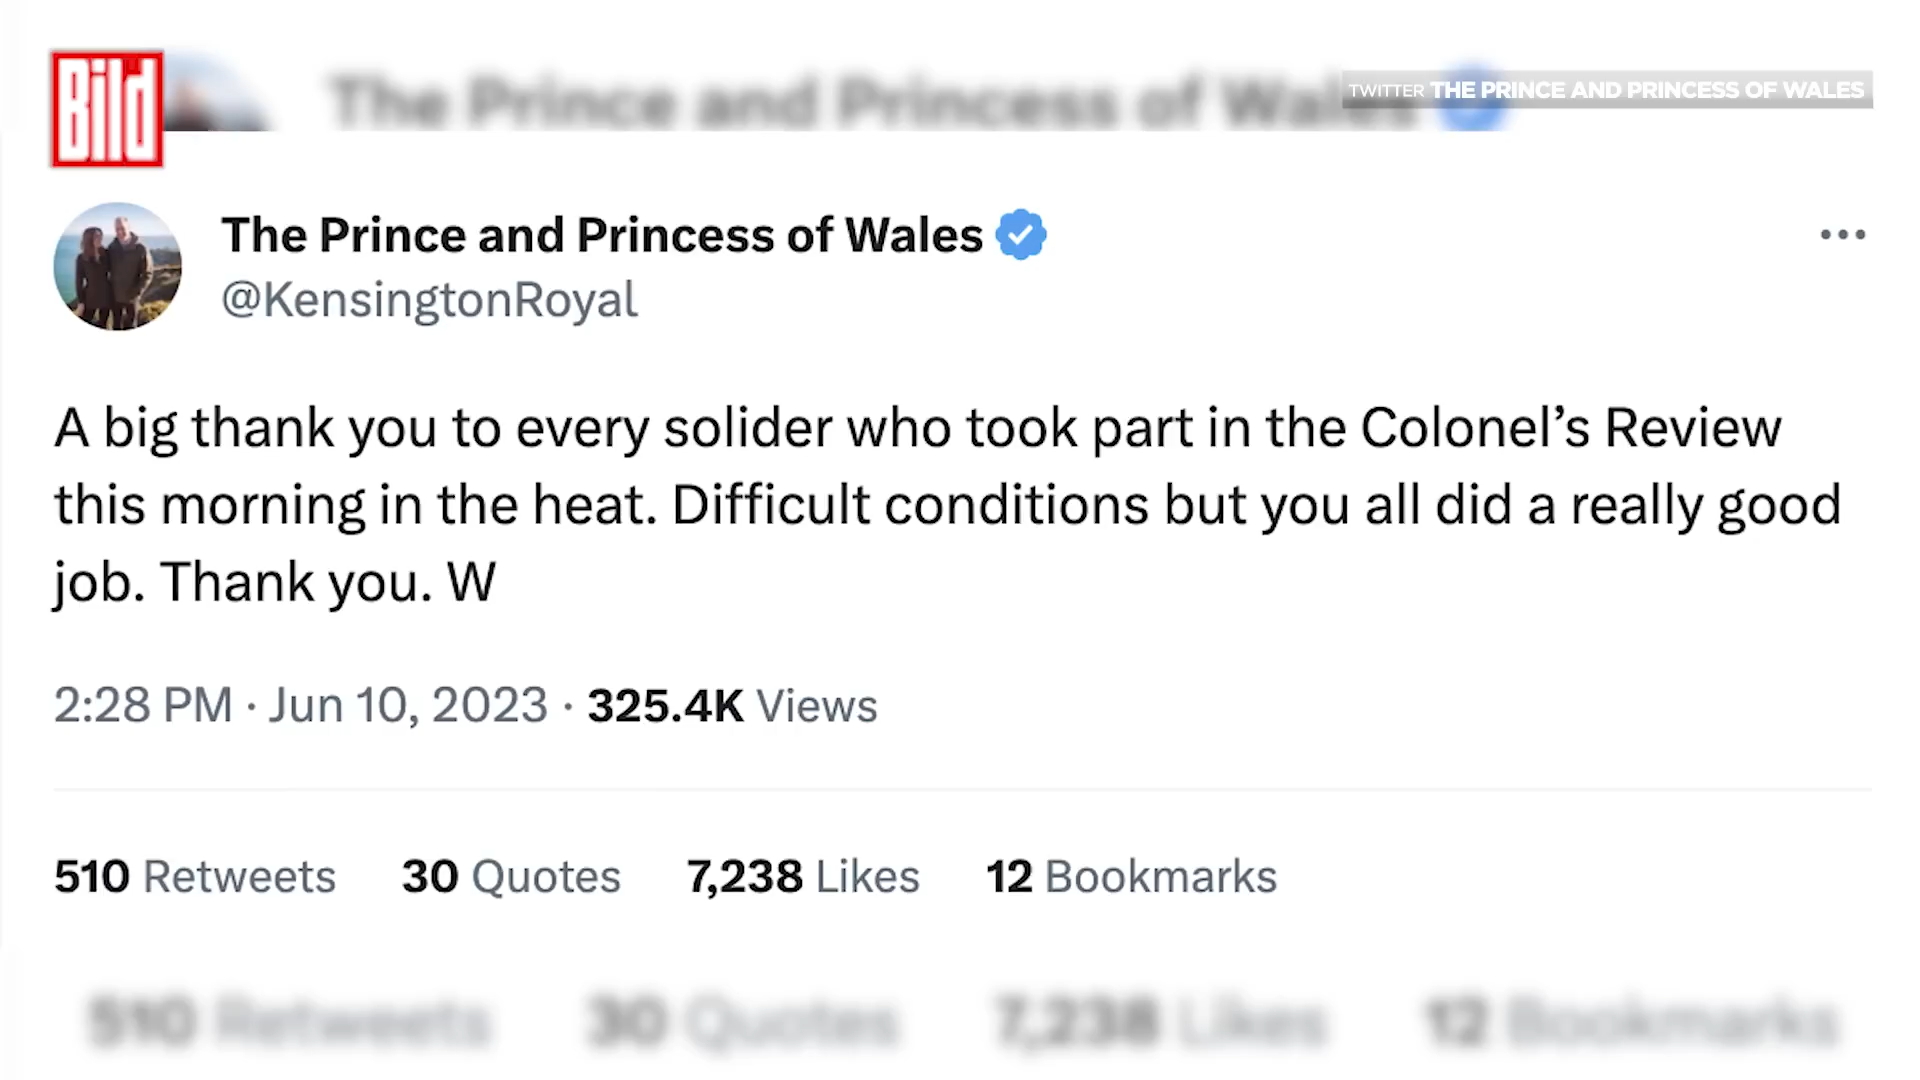 Bild
The Prince and Princess of Wales
TWITTER THE PRINCE AND PRINCESS OF WALES
The Prince and Princess of Wales
@KensingtonRoyal
A big thank you to every solider who took part in the Colonel’s Review
this morning in the heat. Difficult conditions but you all did a really good
job. Thank you. W
2:28 PM · Jun 10, 2023 · 325.4K Views
510 Retweets 30 Quotes 7,238 Likes 12 Bookmarks
510 Retweets 30 Quotes 7,238 Likes 12 Bookmarks